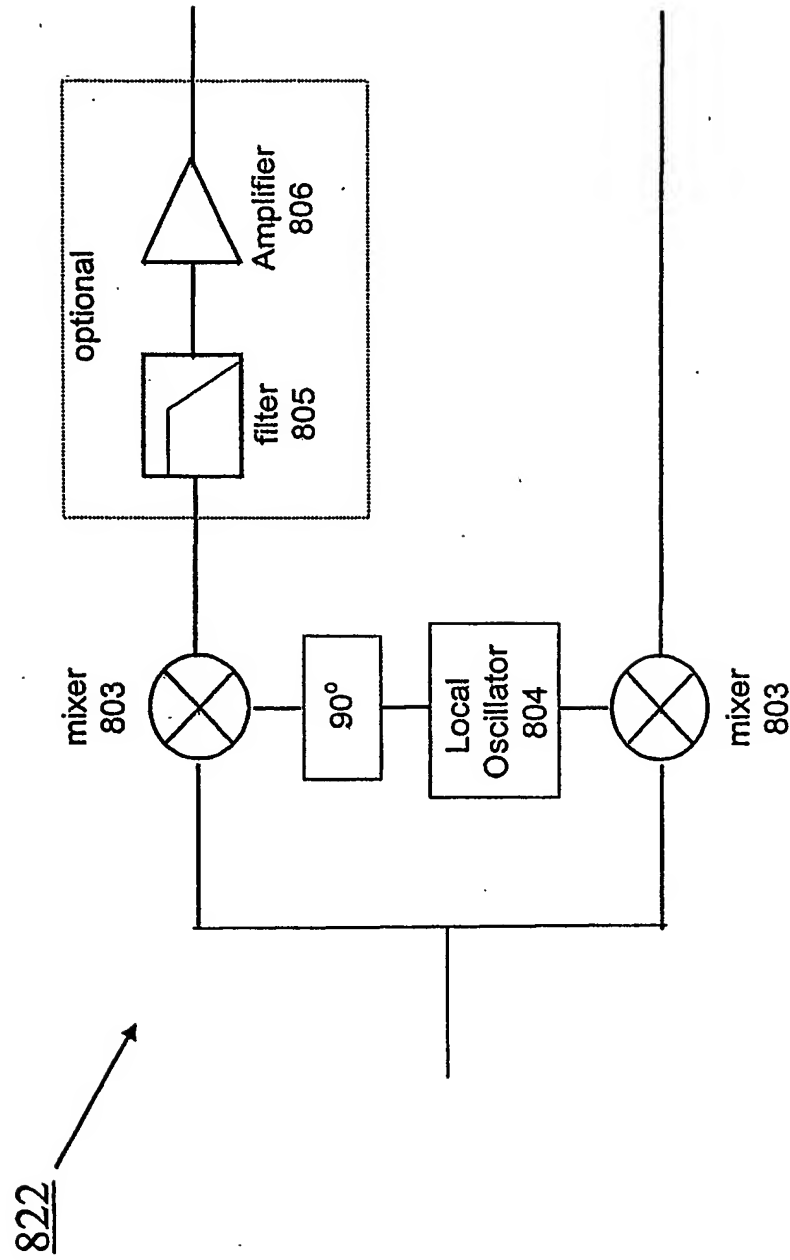 822
mixer
803
90°
Local
Oscillator
804
mixer
803
optional
filter
805
Amplifier
806